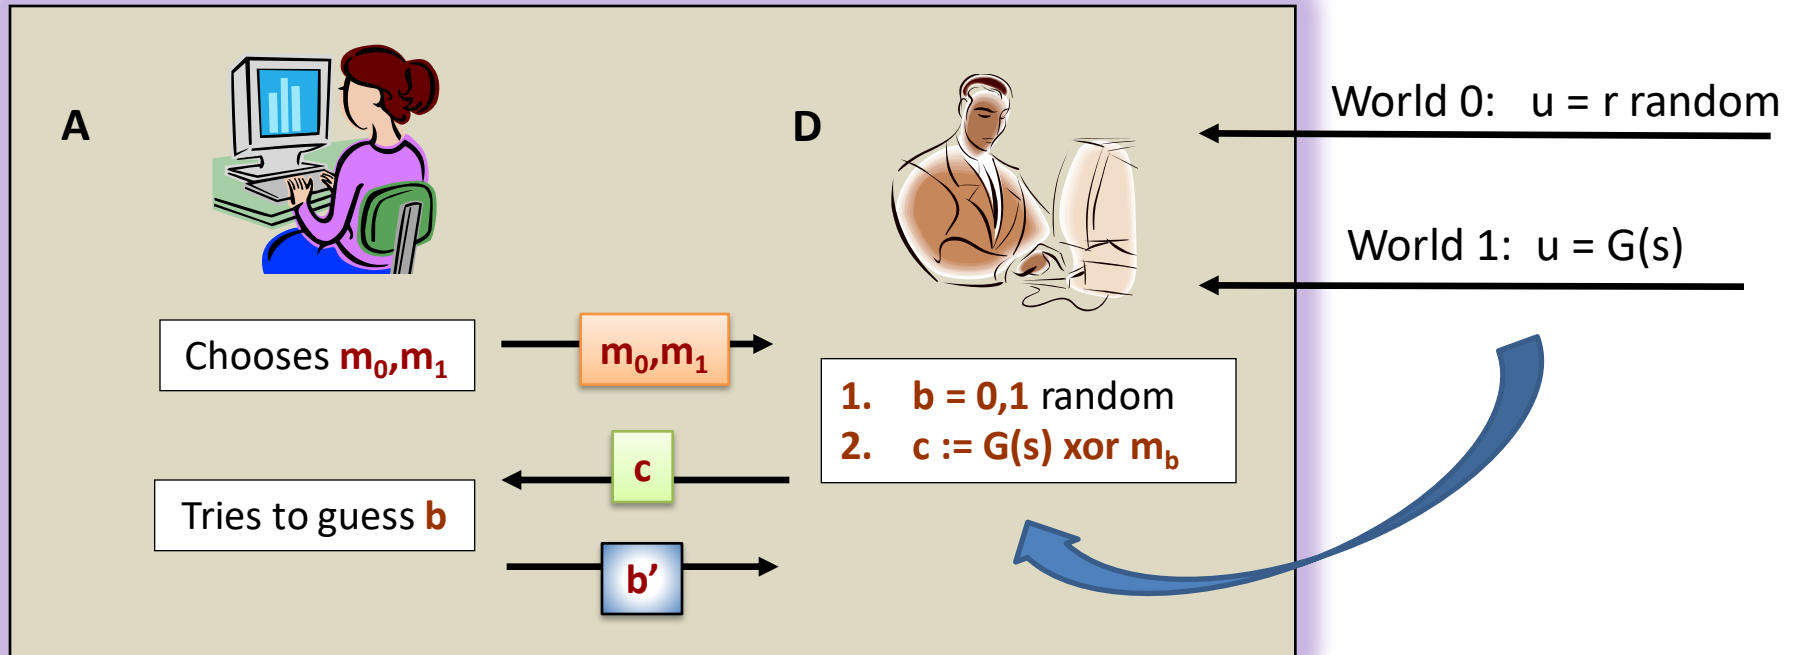 A
D
World 0: u = r random
World 1: u = G(s)
Chooses m₀,m₁
m₀,m₁
1. b = 0,1 random
2. c := G(s) xor m_b
c
Tries to guess b
b’